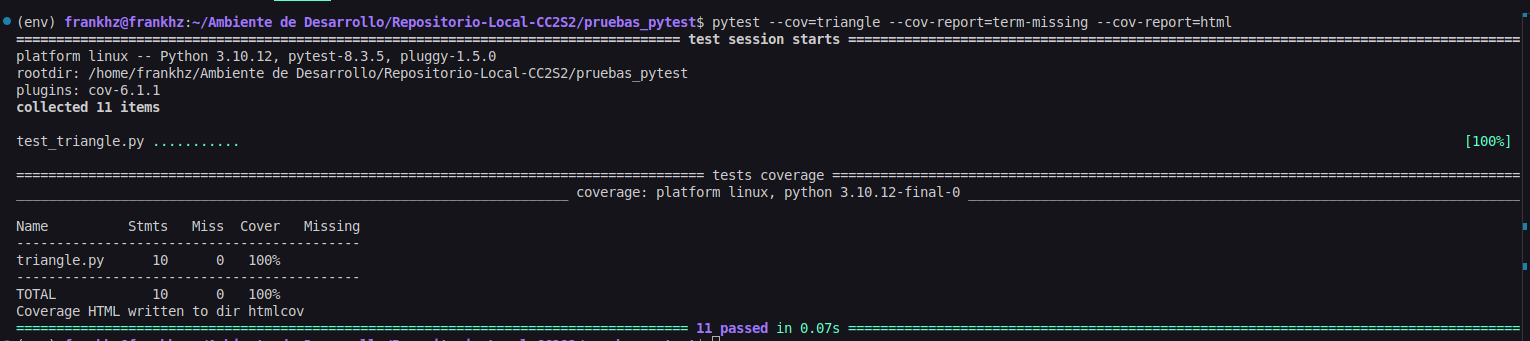 (env) frankhz@frankhz:~/Ambiente de Desarrollo/Repositorio-Local-CC2S2/pruebas_pytest$ pytest --cov=triangle --cov-report=term-missing --cov-report=html
=================================================================================== test session starts ===================================================================================
platform linux -- Python 3.10.12, pytest-8.3.5, pluggy-1.5.0
rootdir: /home/frankhz/Ambiente de Desarrollo/Repositorio-Local-CC2S2/pruebas_pytest
plugins: cov-6.1.1
collected 11 items
test_triangle.py ........... [100%]
====================================================================================== tests coverage ======================================================================================
_____________________________________________________________________ coverage: platform linux, python 3.10.12-final-0 _____________________________________________________________________
Name Stmts Miss Cover Missing
-------------------------------------------
triangle.py 10 0 100%
-------------------------------------------
TOTAL 10 0 100%
Coverage HTML written to dir htmlcov
==================================================================================== 11 passed in 0.07s ====================================================================================